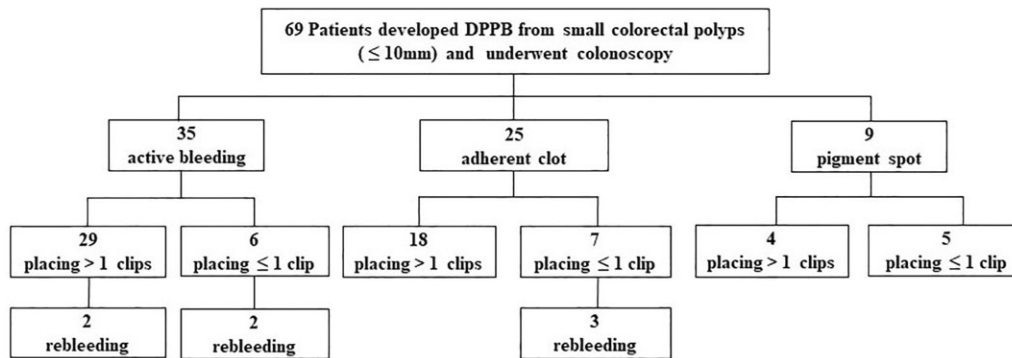 69 Patients developed DPPB from small colorectal polyps
( ≤ 10mm) and underwent colonoscopy
35
active bleeding
25
adherent clot
9
pigment spot
29
placing > 1 clips
6
placing ≤ 1 clip
18
placing > 1 clips
7
placing ≤ 1 clip
4
placing > 1 clips
5
placing ≤ 1 clip
2
rebleeding
2
rebleeding
3
rebleeding